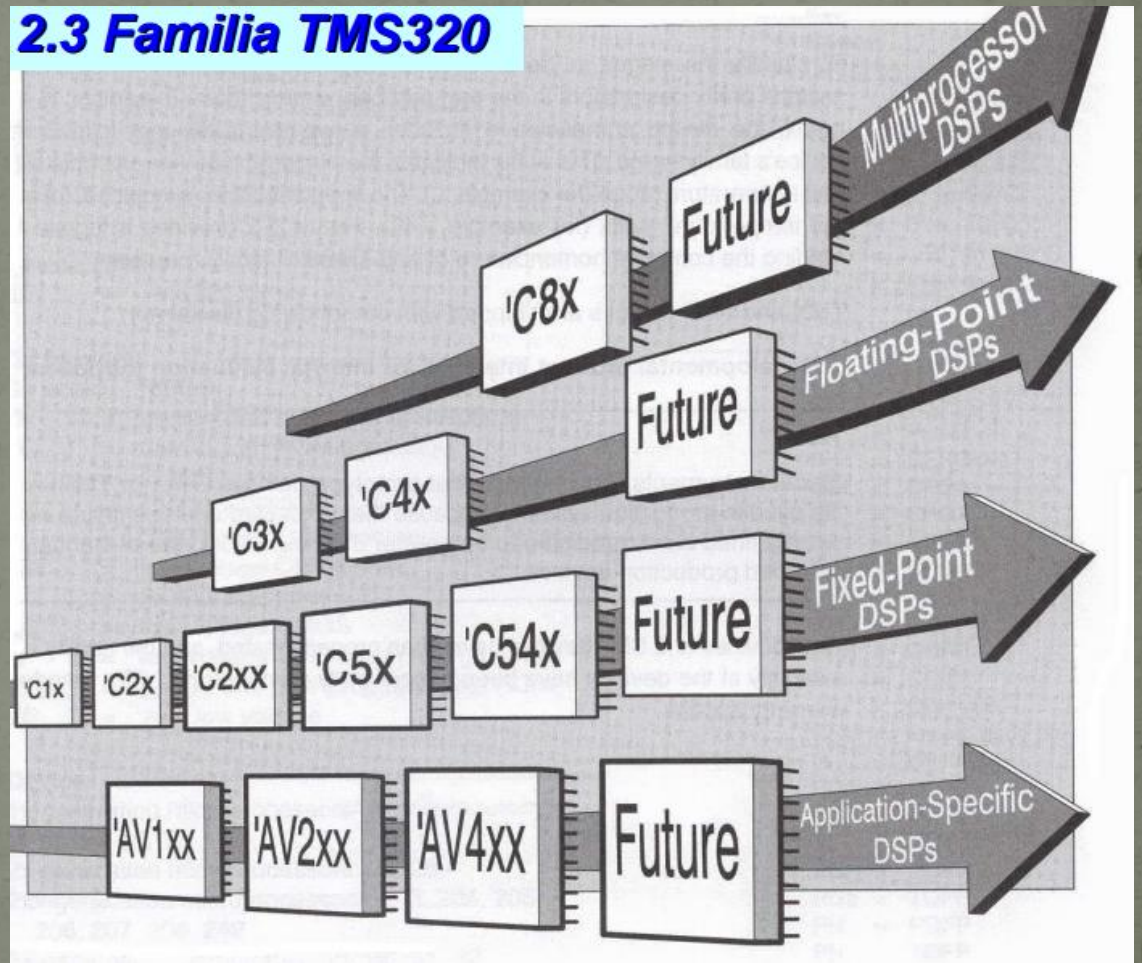 2.3 Familia TMS320
Multiprocessor
DSPs
'C8x
Future
Floating-Point
DSPs
'C3x
'C4x
Future
Fixed-Point
DSPs
'C1x
'C2x
'C2xx
'C5x
'C54x
Future
Application-Specific
DSPs
'AV1xx
'AV2xx
'AV4xx
Future